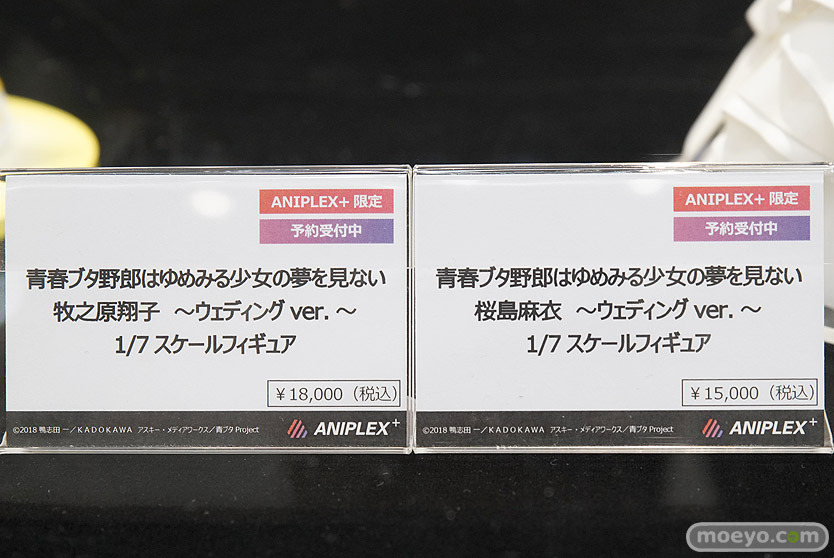 ANIPLEX+ 限定
予約受付中
青春ブタ野郎はゆめみる少女の夢を見ない
牧之原翔子 ～ウェディング ver. ～
1/7 スケールフィギュア
￥18,000（税込）
©2018 鴨志田 一／KADOKAWA アスキー・メディアワークス／青ブタ Project
ANIPLEX+
ANIPLEX+ 限定
予約受付中
青春ブタ野郎はゆめみる少女の夢を見ない
桜島麻衣 ～ウェディング ver. ～
1/7 スケールフィギュア
￥15,000（税込）
©2018 鴨志田 一／KADOKAWA アスキー・メディアワークス／青ブタ Project
ANIPLEX+
moeyo.com